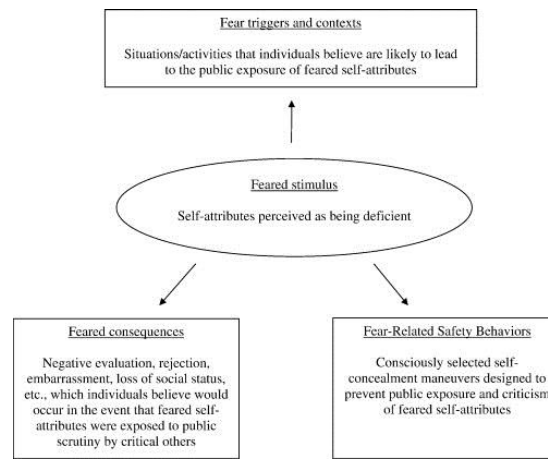 Fear triggers and contexts
Situations/activities that individuals believe are likely to lead
to the public exposure of feared self-attributes
Feared stimulus
Self-attributes perceived as being deficient
Feared consequences
Negative evaluation, rejection,
embarrassment, loss of social status,
etc., which individuals believe would
occur in the event that feared self-
attributes were exposed to public
scrutiny by critical others
Fear-Related Safety Behaviors
Consciously selected self-
concealment maneuvers designed to
prevent public exposure and criticism
of feared self-attributes